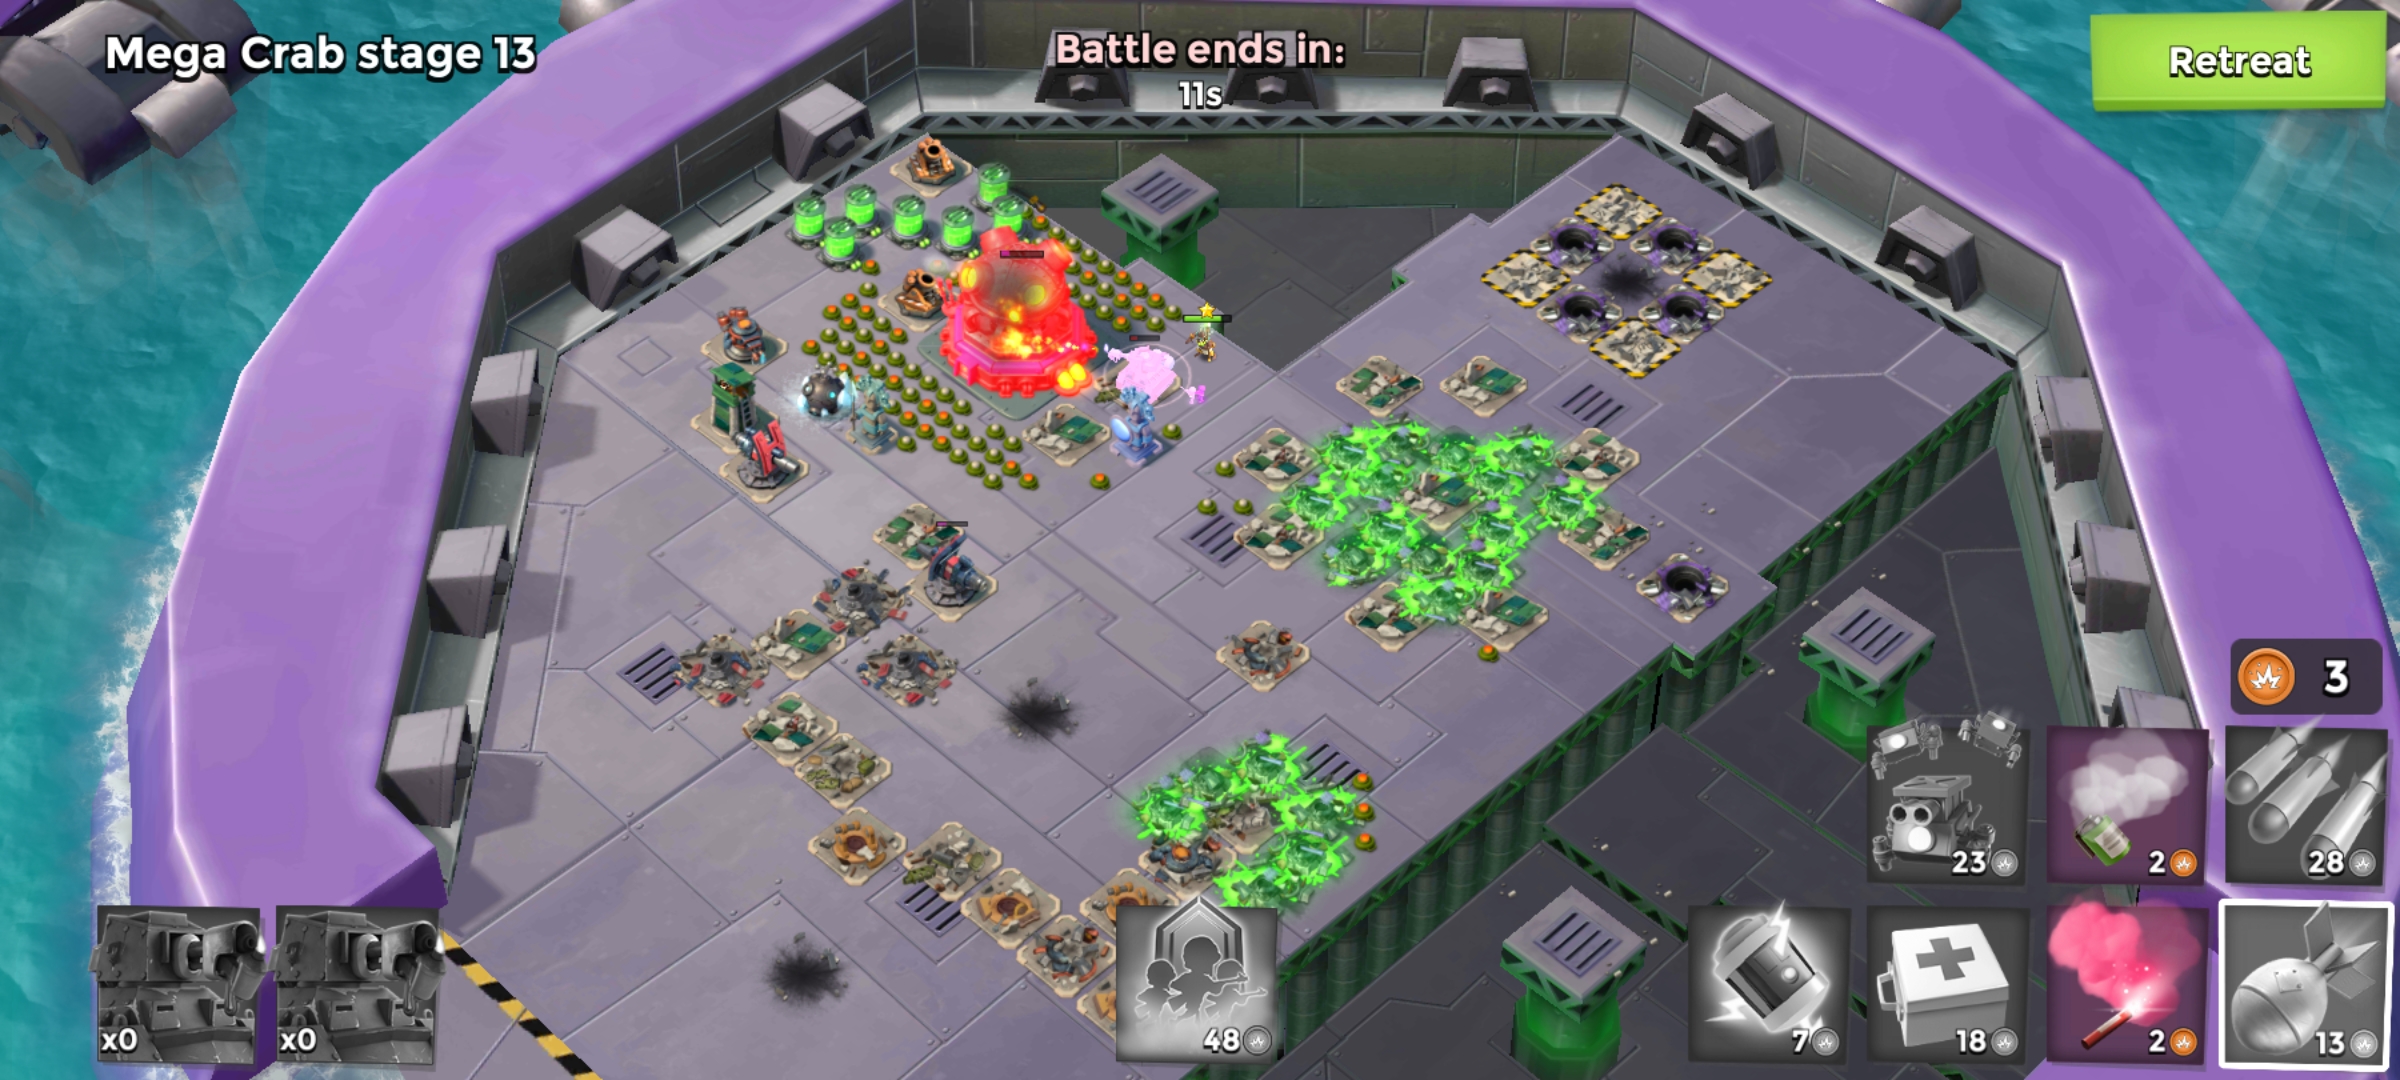 Mega Crab stage 13
Battle ends in:
11s
Retreat
3
23
2
28
x0
x0
48
7
18
2
13